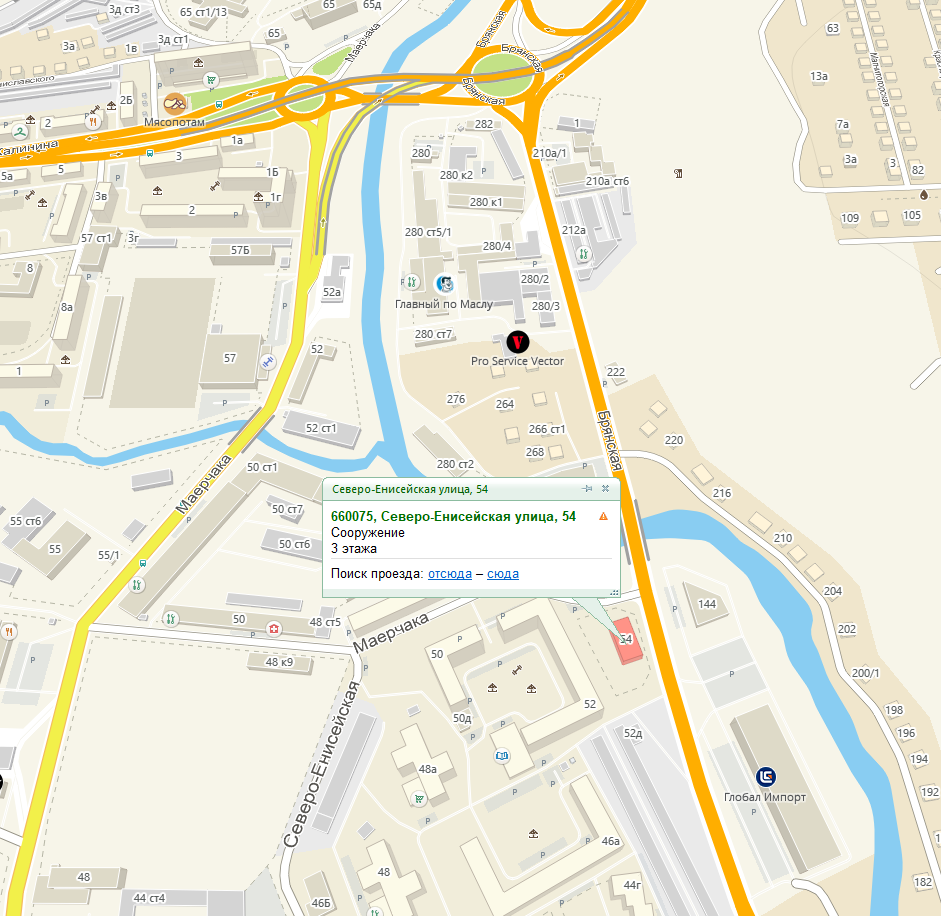 3д ст3
65 ст1/13
65
65д
3д ст1
65
Маерчака
Брянская
63
3а
1в
Брянская
13а
Магнитогорская
Брянская
2Б
Мясопотам
2
282
1
7а
Калинина
1а
280
210а/1
3
3а
3
82
5а
5
1Б
280 к2
210а ст6
3в
1г
2
280 к1
109
105
57 ст1
3г
280 ст5/1
212а
57Б
280/4
8
52а
280/2
8а
Главный по Маслу
280/3
280 ст7
57
52
Pro Service Vector
1
222
276
264
52 ст1
266 ст1
Брянская
220
268
50 ст1
280 ст2
Маерчака
216
Северо-Енисейская улица, 54
660075, Северо-Енисейская улица, 54
Сооружение
3 этажа
Поиск проезда: отсюда – сюда
50 ст7
55 ст6
210
50 ст6
55
55/1
204
144
50
48 ст5
Маерчака
202
54
50
48 к9
200/1
52
50д
198
52д
196
Северо-Енисейская
48а
194
192
Глобал Импорт
46а
48
48
44г
182
44 ст4
46Б